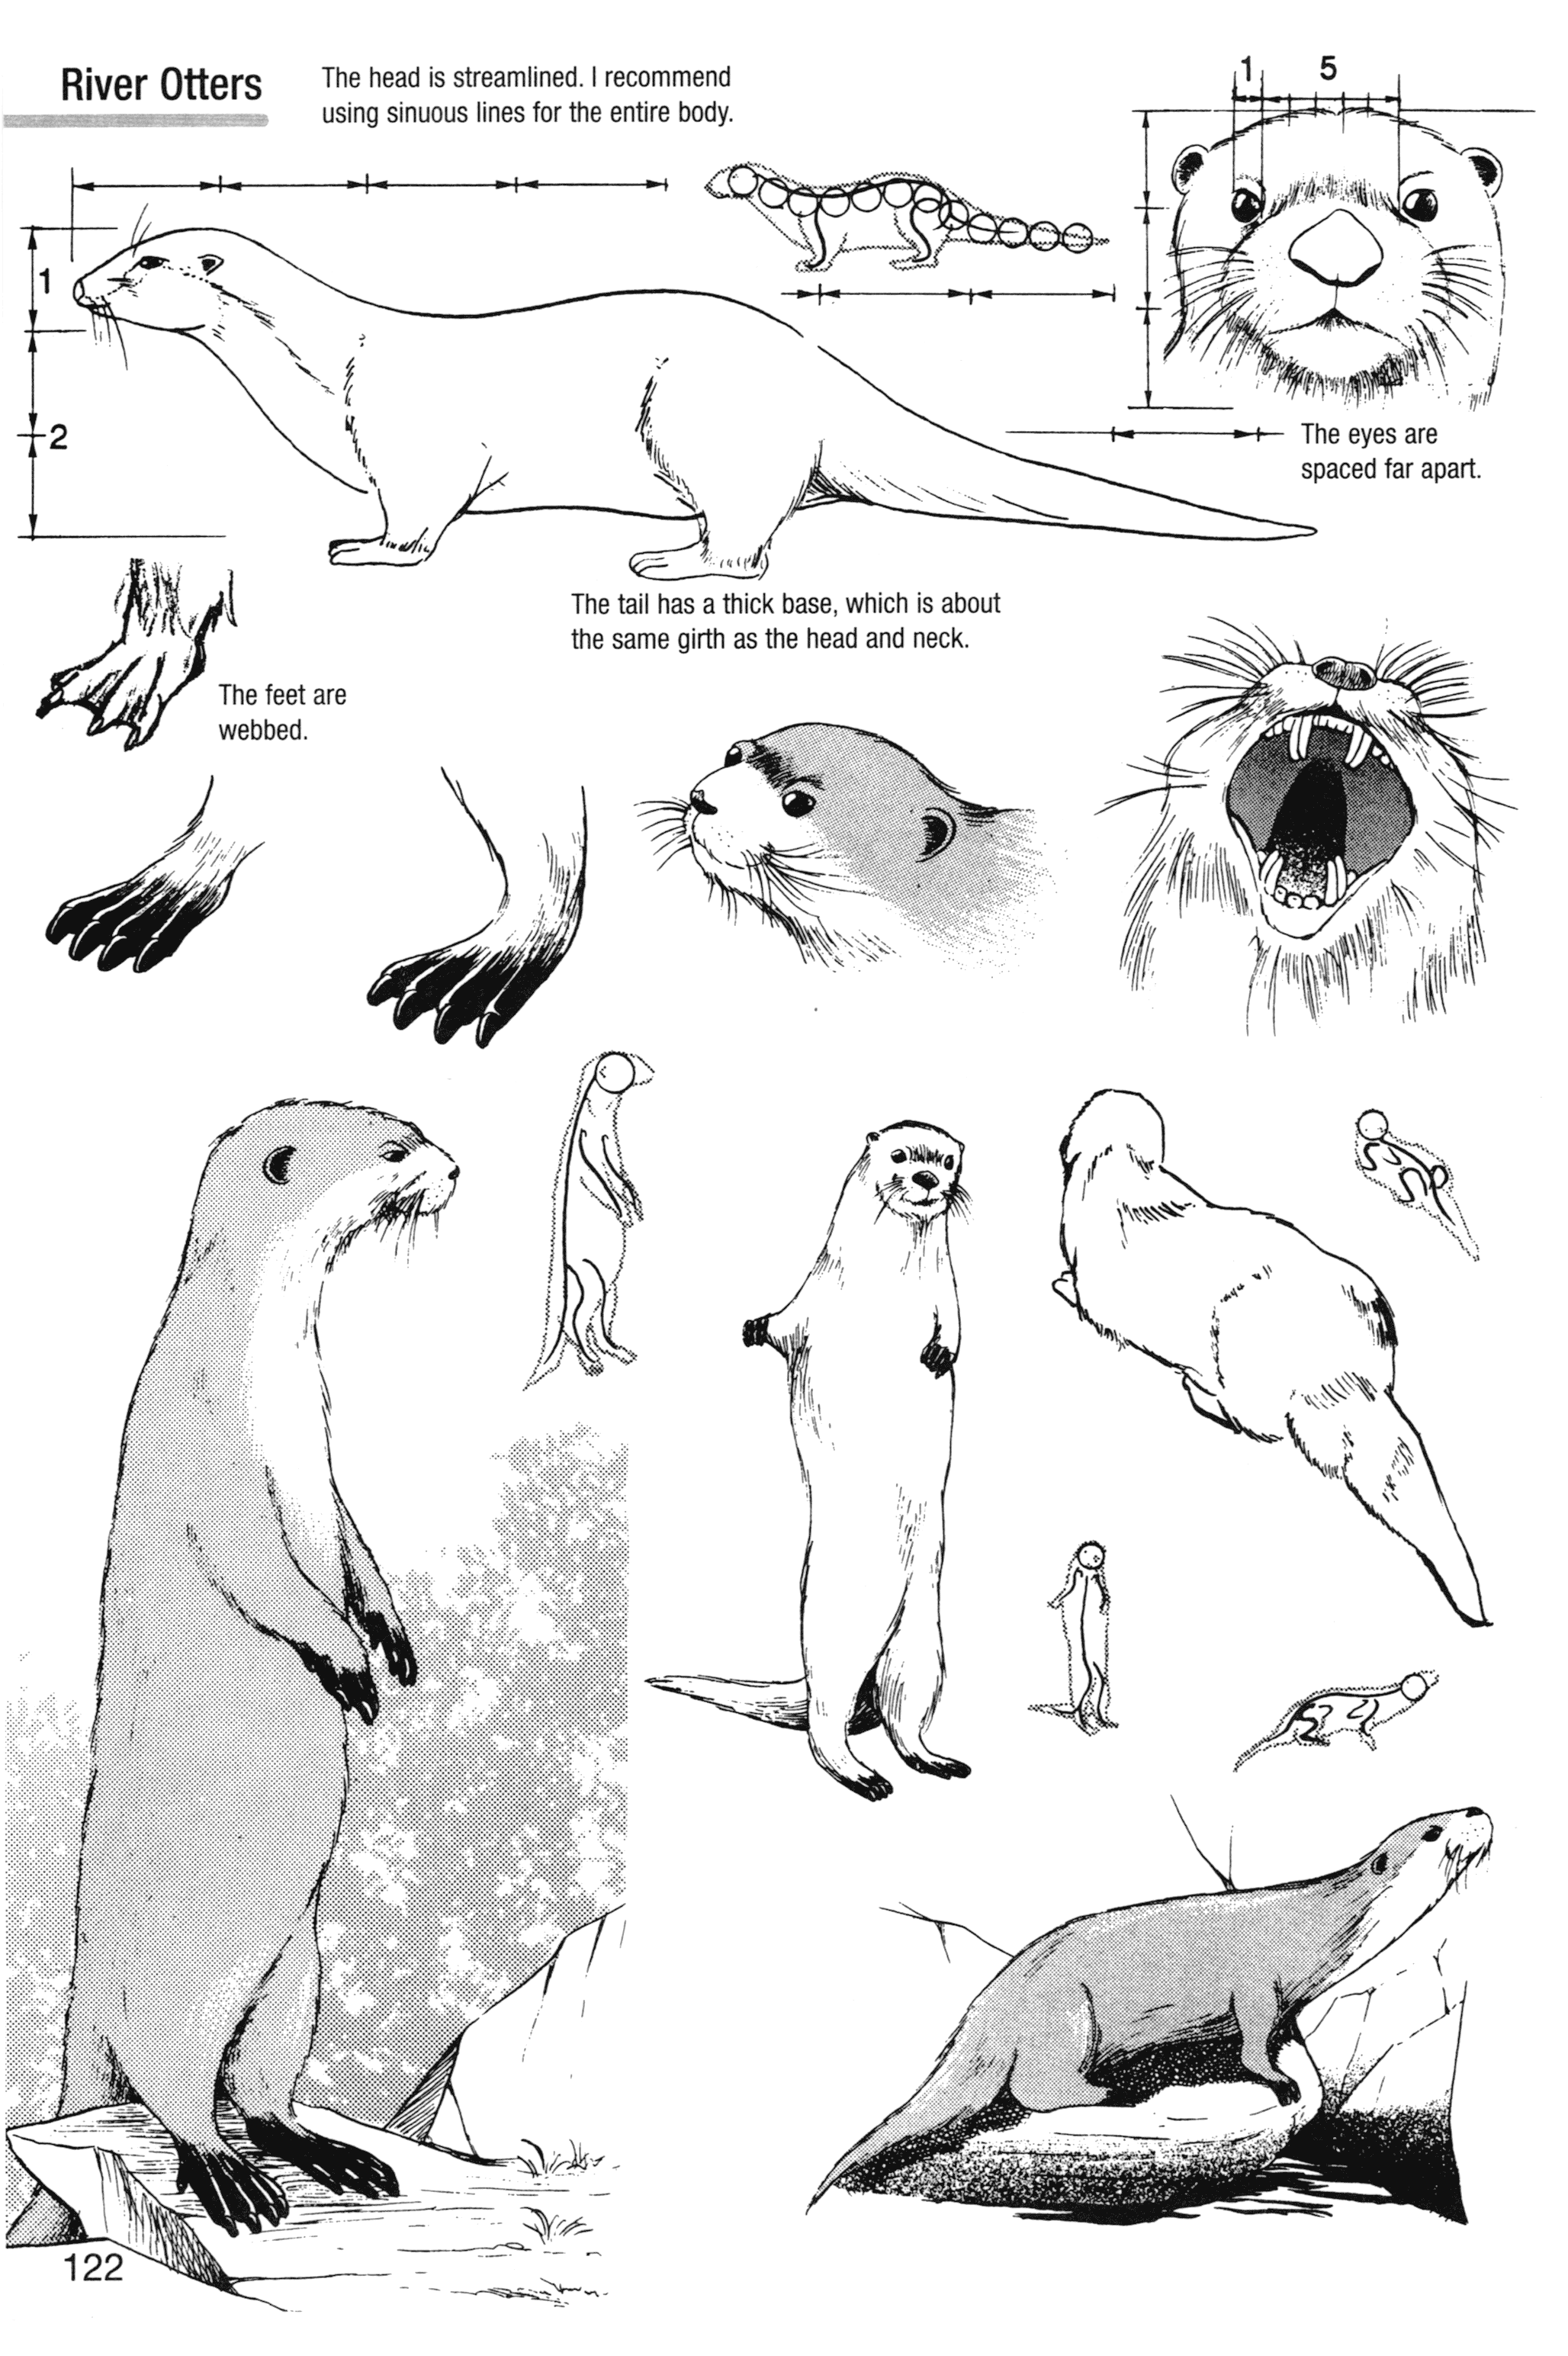 River Otters
The head is streamlined. I recommend
using sinuous lines for the entire body.
1 5
1
2
The eyes are
spaced far apart.
The tail has a thick base, which is about
the same girth as the head and neck.
The feet are
webbed.
122